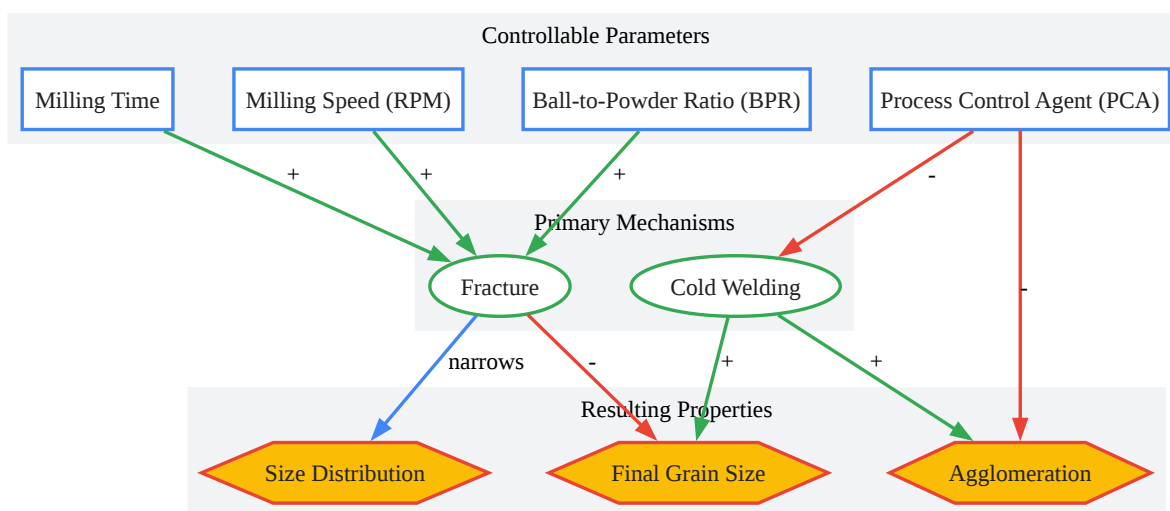 Controllable Parameters
Milling Time
Milling Speed (RPM)
Ball-to-Powder Ratio (BPR)
Process Control Agent (PCA)
+
+
+
-
Primary Mechanisms
Fracture
Cold Welding
-
narrows
-
+
+
Resulting Properties
Size Distribution
Final Grain Size
Agglomeration